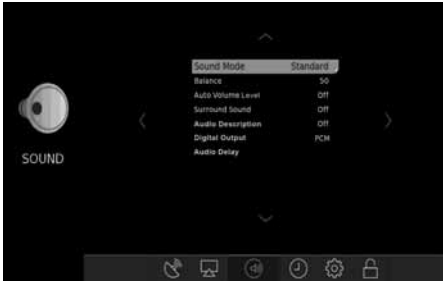 Sound Mode Standard
Balance 50
Auto Volume Level Off
Surround Sound Off
Audio Description Off
Digital Output PCM
Audio Delay
SOUND